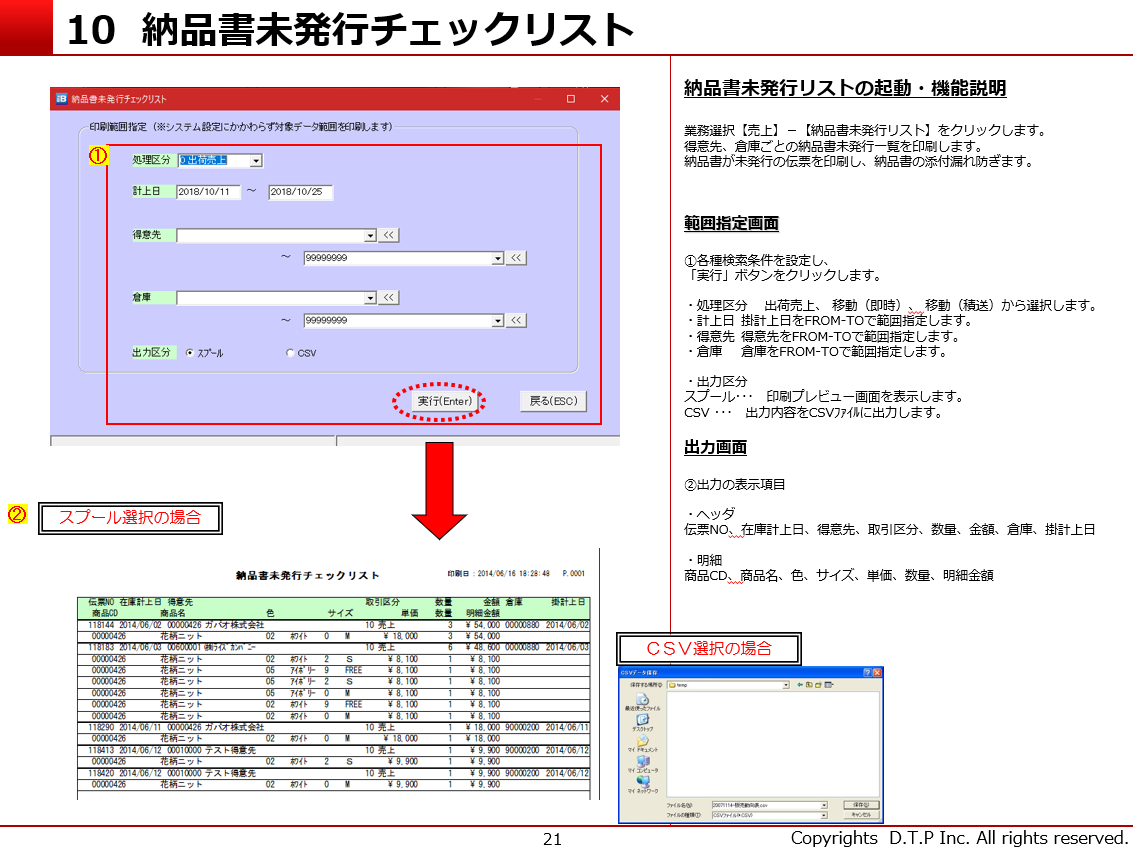 10 納品書未発行チェックリスト
納品書未発行チェックリスト
印刷範囲指定（※システム設定にかかわらず対象データ範囲を印刷します）
①
処理区分 0:出荷売上
計上日 2018/10/11 ～ 2018/10/25
得意先 <<
～ 99999999 <<
倉庫 <<
～ 99999999 <<
出力区分 スプール CSV
実行(Enter) 戻る(ESC)
② スプール選択の場合
納品書未発行チェックリスト 印刷日：2014/06/16 18:28:48 P.0001
伝票NO 在庫計上日 得意先 取引区分 数量 金額 倉庫 掛計上日
商品CD 商品名 色 サイズ 単価 数量 明細金額
118144 2014/06/02 00000426 ガバオ株式会社 10 売上 3 ¥ 54,000 00000880 2014/06/02
00000426 花柄ニット 02 ﾎﾜｲﾄ 0 M ¥ 18,000 3 ¥ 54,000
118183 2014/06/03 00600001 ㈱ﾗｲｽﾞｶﾝﾊﾟﾆｰ 10 売上 6 ¥ 48,600 00000880 2014/06/03
00000426 花柄ニット 02 ﾎﾜｲﾄ 2 S ¥ 8,100 1 ¥ 8,100
00000426 花柄ニット 05 ｱｲﾎﾞﾘｰ 9 FREE ¥ 8,100 1 ¥ 8,100
00000426 花柄ニット 05 ｱｲﾎﾞﾘｰ 2 S ¥ 8,100 1 ¥ 8,100
00000426 花柄ニット 05 ｱｲﾎﾞﾘｰ 0 M ¥ 8,100 1 ¥ 8,100
00000426 花柄ニット 02 ﾎﾜｲﾄ 9 FREE ¥ 8,100 1 ¥ 8,100
00000426 花柄ニット 02 ﾎﾜｲﾄ 0 M ¥ 8,100 1 ¥ 8,100
118290 2014/06/11 00000426 ガバオ株式会社 10 売上 1 ¥ 18,000 90000200 2014/06/11
00000426 花柄ニット 02 ﾎﾜｲﾄ 0 M ¥ 18,000 1 ¥ 18,000
118413 2014/06/12 00010000 テスト得意先 10 売上 1 ¥ 9,900 90000200 2014/06/12
00000426 花柄ニット 02 ﾎﾜｲﾄ 2 S ¥ 9,900 1 ¥ 9,900
118420 2014/06/12 00010000 テスト得意先 10 売上 1 ¥ 9,900 90000200 2014/06/12
00000426 花柄ニット 02 ﾎﾜｲﾄ 0 M ¥ 9,900 1 ¥ 9,900
納品書未発行リストの起動・機能説明
業務選択【売上】－【納品書未発行リスト】をクリックします。
得意先、倉庫ごとの納品書未発行一覧を印刷します。
納品書が未発行の伝票を印刷し、納品書の添付漏れ防ぎます。
範囲指定画面
①各種検索条件を設定し、
「実行」ボタンをクリックします。
・処理区分 出荷売上、 移動（即時）、 移動（積送）から選択します。
・計上日 掛計上日をFROM-TOで範囲指定します。
・得意先 得意先をFROM-TOで範囲指定します。
・倉庫 倉庫をFROM-TOで範囲指定します。
・出力区分
スプール･･･ 印刷プレビュー画面を表示します。
CSV ･･･ 出力内容をCSVﾌｧｲﾙに出力します。
出力画面
②出力の表示項目
・ヘッダ
伝票NO、在庫計上日、得意先、取引区分、数量、金額、倉庫、掛計上日
・明細
商品CD、商品名、色、サイズ、単価、数量、明細金額
ＣＳＶ選択の場合
CSVデータ保存
保存する場所(I): temp
最近使ったファイル
デスクトップ
マイ ドキュメント
マイ コンピュータ
マイ ネットワーク
ファイル名(N): 保存(S)
ファイルの種類(T): CSVファイル(*.CSV) キャンセル
21
Copyrights D.T.P Inc. All rights reserved.